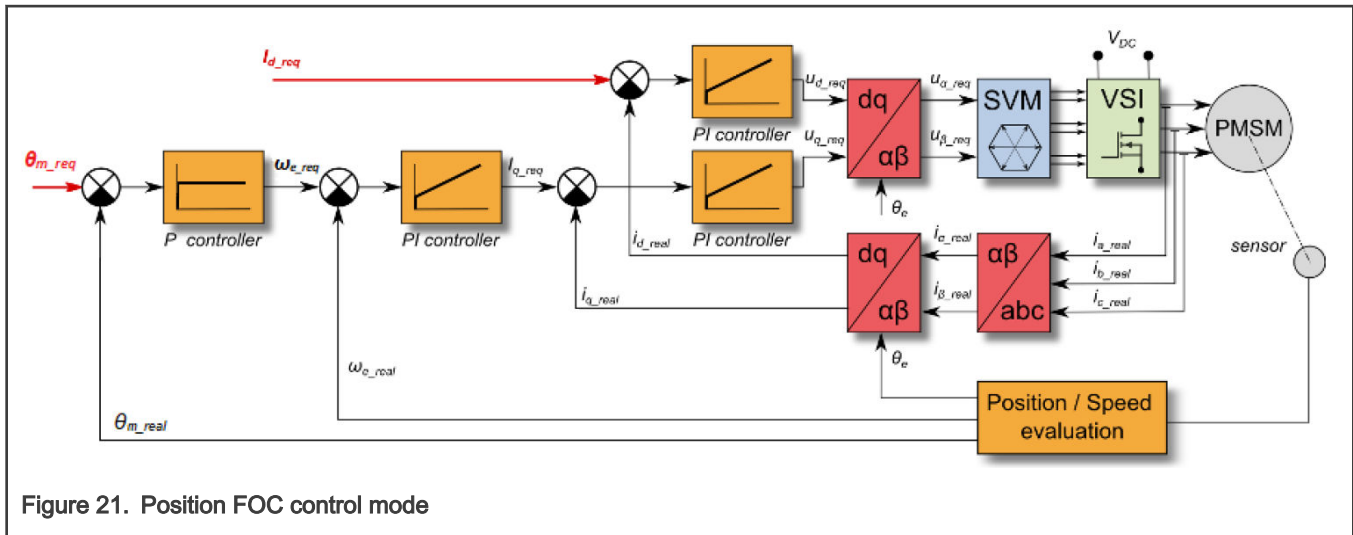 I_d_req
PI controller
u_d_req
u_q_req
dq
αβ
u_α_req
u_β_req
SVM
V_DC
VSI
PMSM
θ_m_req
P controller
ω_e_req
PI controller
I_q_req
PI controller
θ_e
i_d_real
i_q_real
dq
αβ
i_α_real
i_β_real
αβ
abc
i_a_real
i_b_real
i_c_real
sensor
θ_e
ω_e_real
θ_m_real
Position / Speed
evaluation
Figure 21. Position FOC control mode